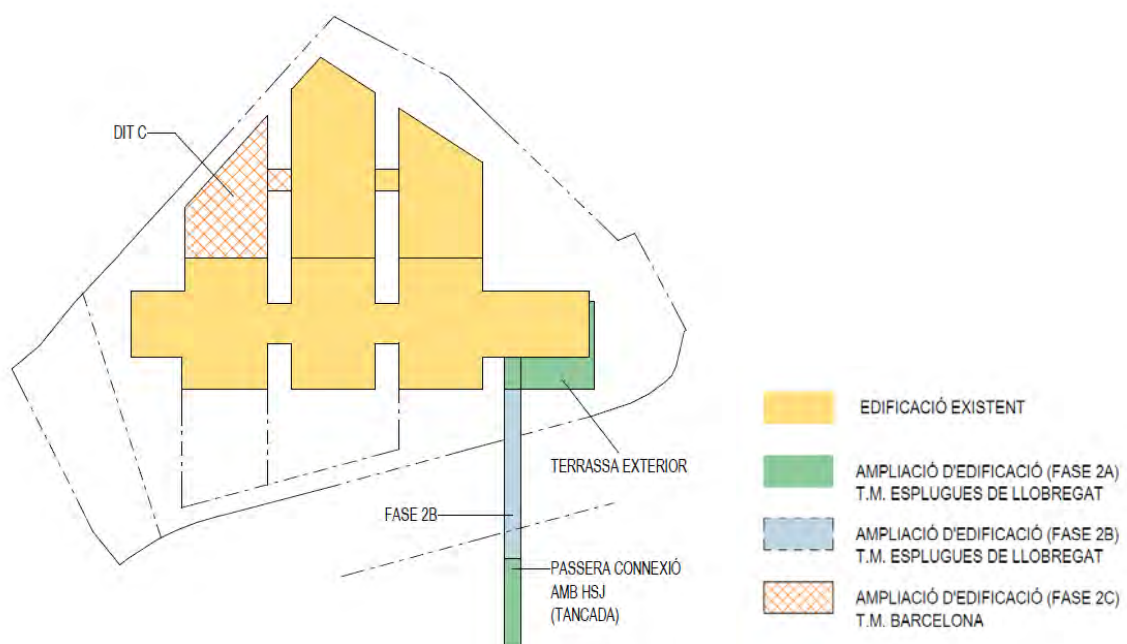 DIT C
TERRASSA EXTERIOR
FASE 2B
PASSERA CONNEXIÓ
AMB HSJ
(TANCADA)
EDIFICACIÓ EXISTENT
AMPLIACIÓ D'EDIFICACIÓ (FASE 2A)
T.M. ESPLUGUES DE LLOBREGAT
AMPLIACIÓ D'EDIFICACIÓ (FASE 2B)
T.M. ESPLUGUES DE LLOBREGAT
AMPLIACIÓ D'EDIFICACIÓ (FASE 2C)
T.M. BARCELONA